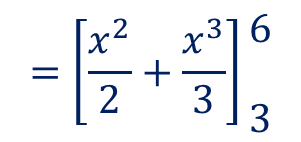 = [x²/2 + x³/3]₃⁶